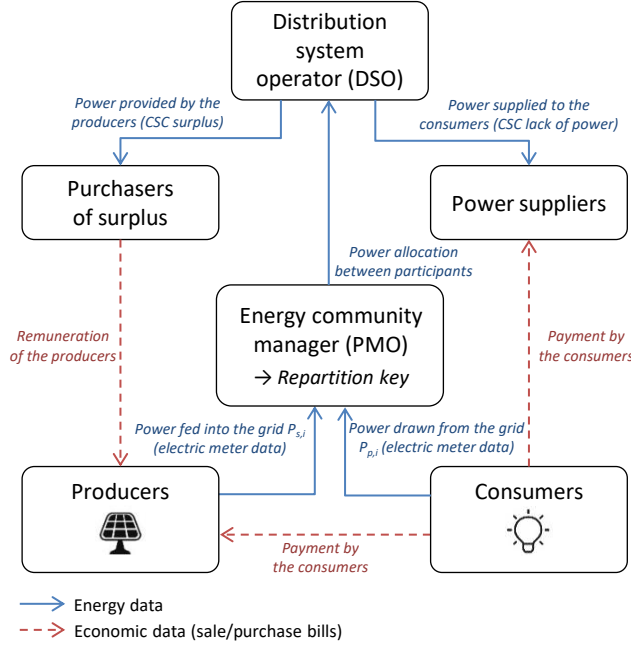 Distribution
system
operator (DSO)
Power provided by the
producers (CSC surplus)
Power supplied to the
consumers (CSC lack of power)
Purchasers
of surplus
Power suppliers
Power allocation
between participants
Energy community
manager (PMO)
→ Repartition key
Remuneration
of the producers
Payment by
the consumers
Power fed into the grid Ps,i
(electric meter data)
Power drawn from the grid
Pp,i (electric meter data)
Producers
Consumers
Payment by
the consumers
Energy data
Economic data (sale/purchase bills)